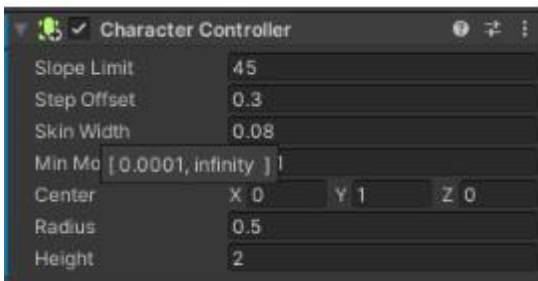 Character Controller
Slope Limit 45
Step Offset 0.3
Skin Width 0.08
Min Mo [ 0.0001, infinity ] 1
Center X 0 Y 1 Z 0
Radius 0.5
Height 2